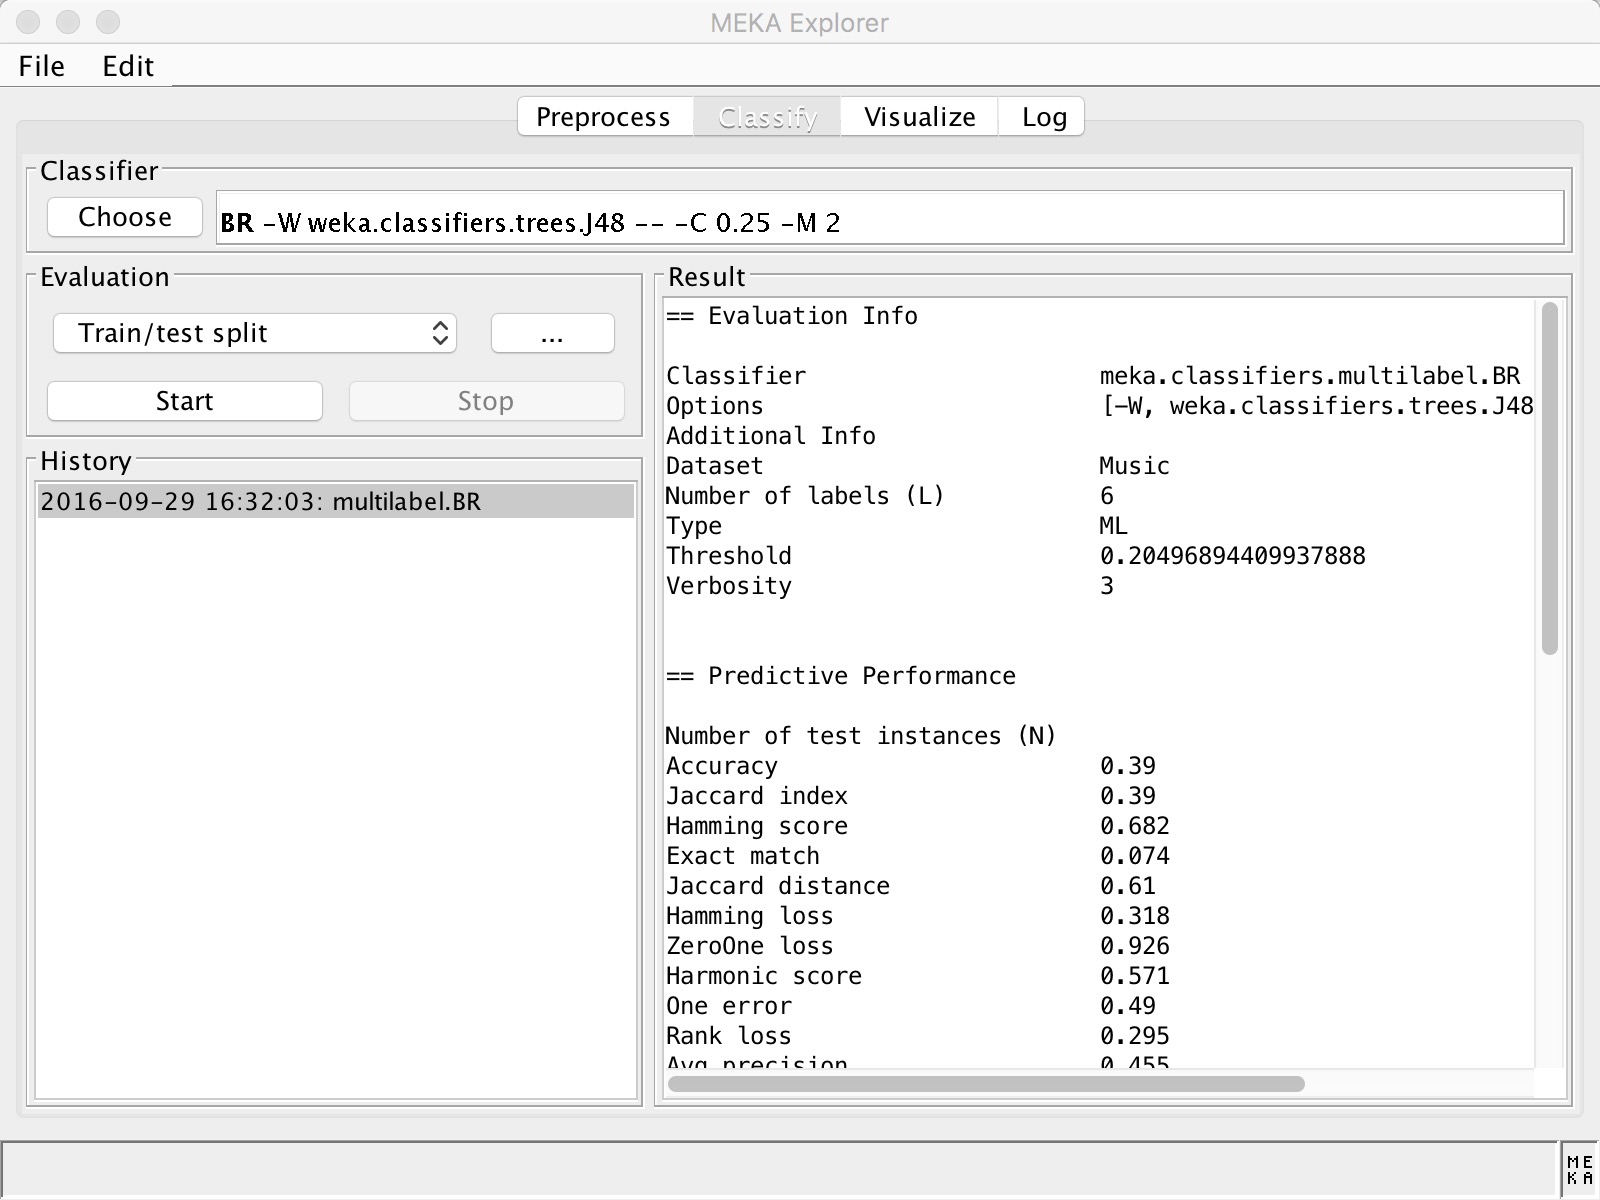 MEKA Explorer
File Edit
Preprocess Classify Visualize Log
Classifier
Choose BR -W weka.classifiers.trees.J48 -- -C 0.25 -M 2
Evaluation
Train/test split ...
Start Stop
History
2016-09-29 16:32:03: multilabel.BR
Result
== Evaluation Info
Classifier meka.classifiers.multilabel.BR
Options [-W, weka.classifiers.trees.J48
Additional Info
Dataset Music
Number of labels (L) 6
Type ML
Threshold 0.20496894409937888
Verbosity 3
== Predictive Performance
Number of test instances (N)
Accuracy 0.39
Jaccard index 0.39
Hamming score 0.682
Exact match 0.074
Jaccard distance 0.61
Hamming loss 0.318
ZeroOne loss 0.926
Harmonic score 0.571
One error 0.49
Rank loss 0.295
Avg precision 0.455
ME
KA